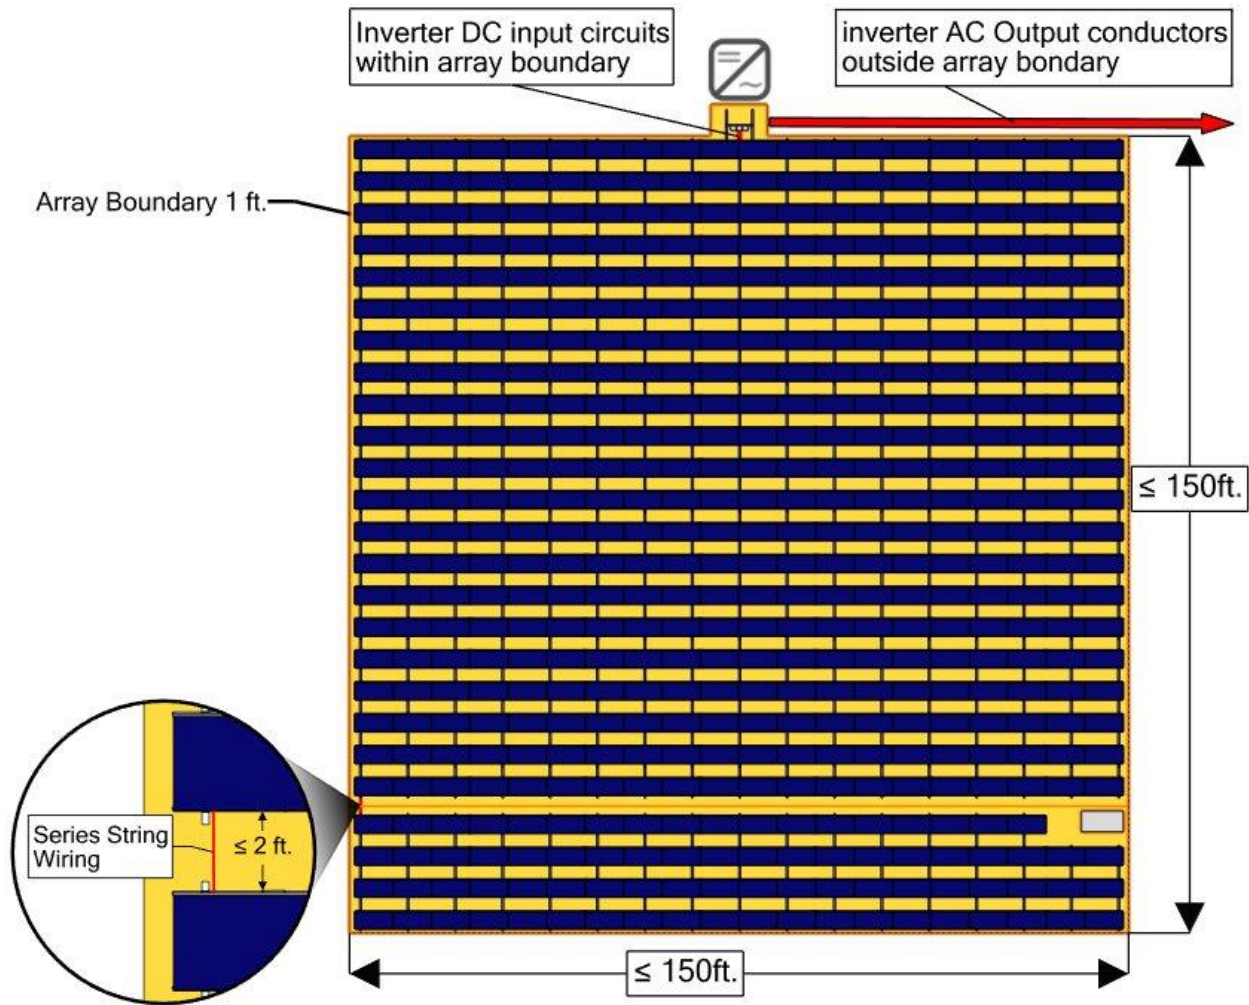 Inverter DC input circuits
within array boundary
inverter AC Output conductors
outside array bondary
Array Boundary 1 ft.
≤ 150ft.
Series String
Wiring
≤ 2 ft.
≤ 150ft.